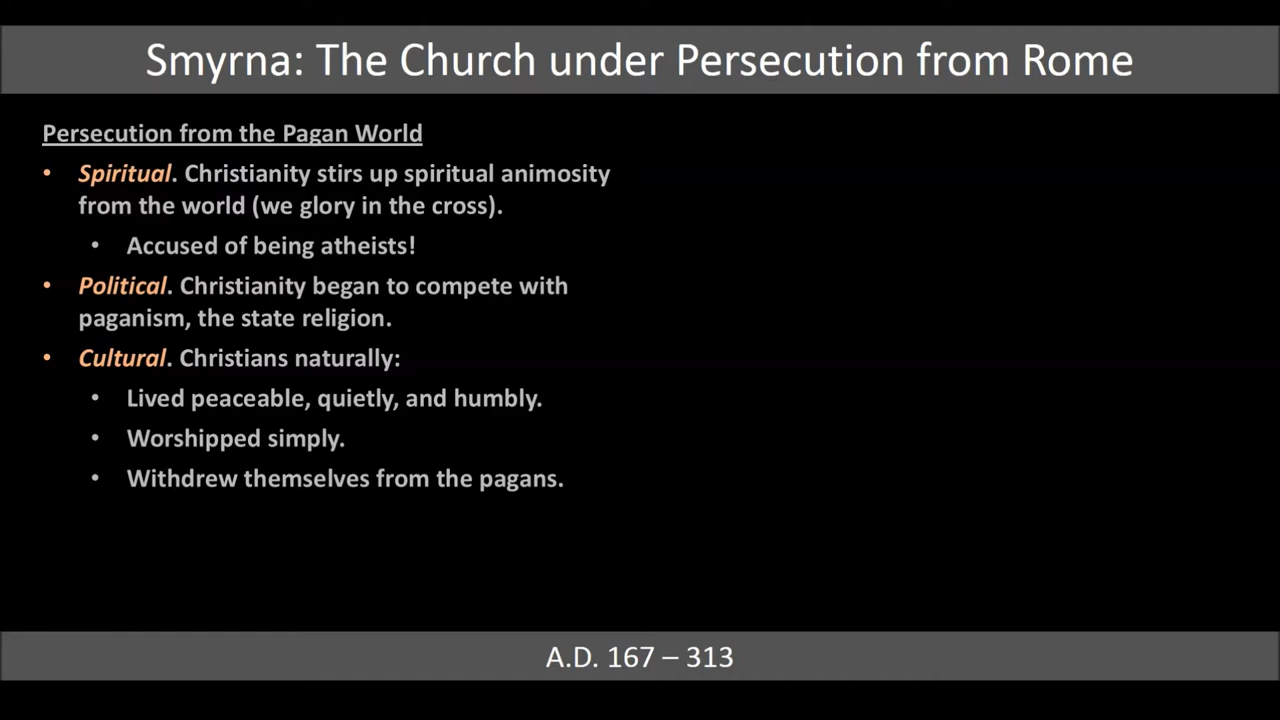 Smyrna: The Church under Persecution from Rome
Persecution from the Pagan World
• Spiritual. Christianity stirs up spiritual animosity
from the world (we glory in the cross).
• Accused of being atheists!
• Political. Christianity began to compete with
paganism, the state religion.
• Cultural. Christians naturally:
• Lived peaceable, quietly, and humbly.
• Worshipped simply.
• Withdrew themselves from the pagans.
A.D. 167 – 313